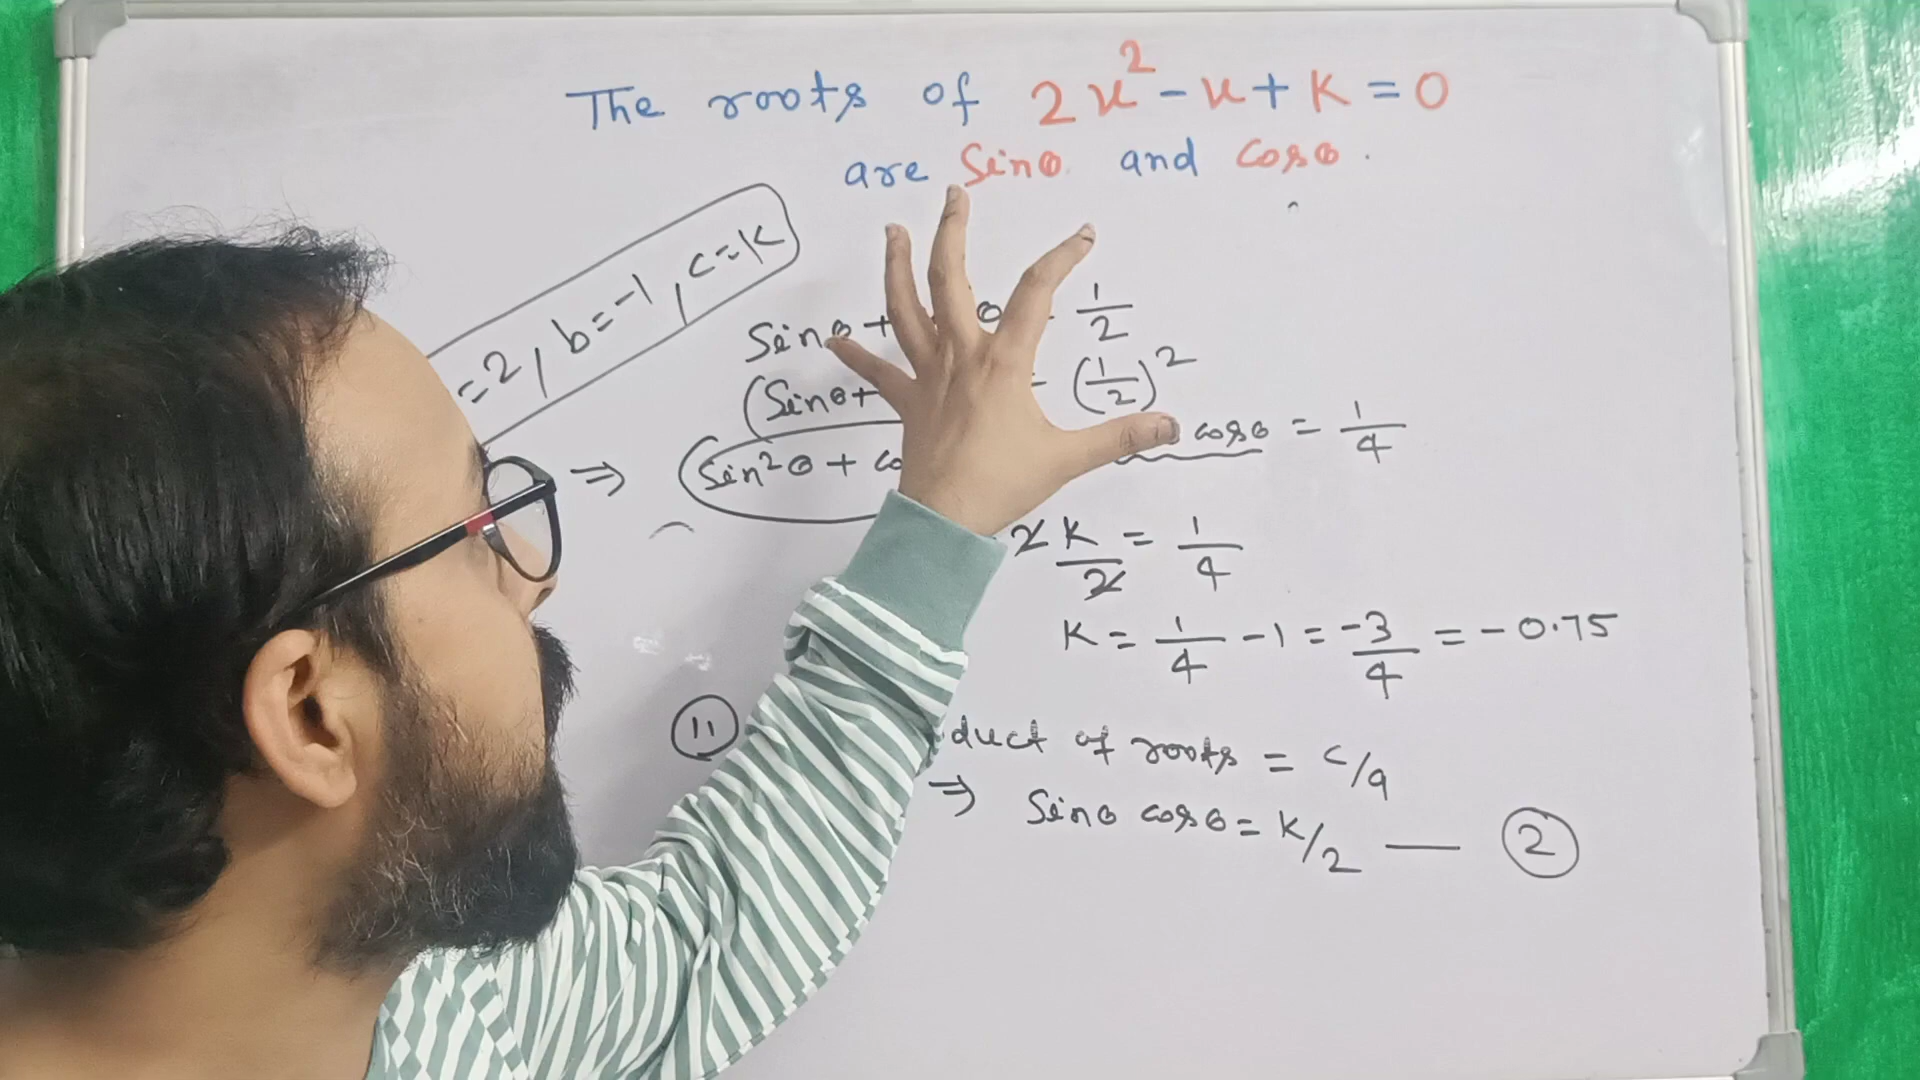 The roots of 2x²-x+K=0
are Sinθ and cosθ.
=2, b=-1, c=K
Sinθ+ θ = 1/2
(Sinθ+ = (1/2)²
⇒ Sin²θ + co cosθ = 1/4
2K/2 = 1/4
K = 1/4 -1 = -3/4 = -0.75
11 duct of roots = c/a
⇒ Sinθ cosθ = K/2 — 2